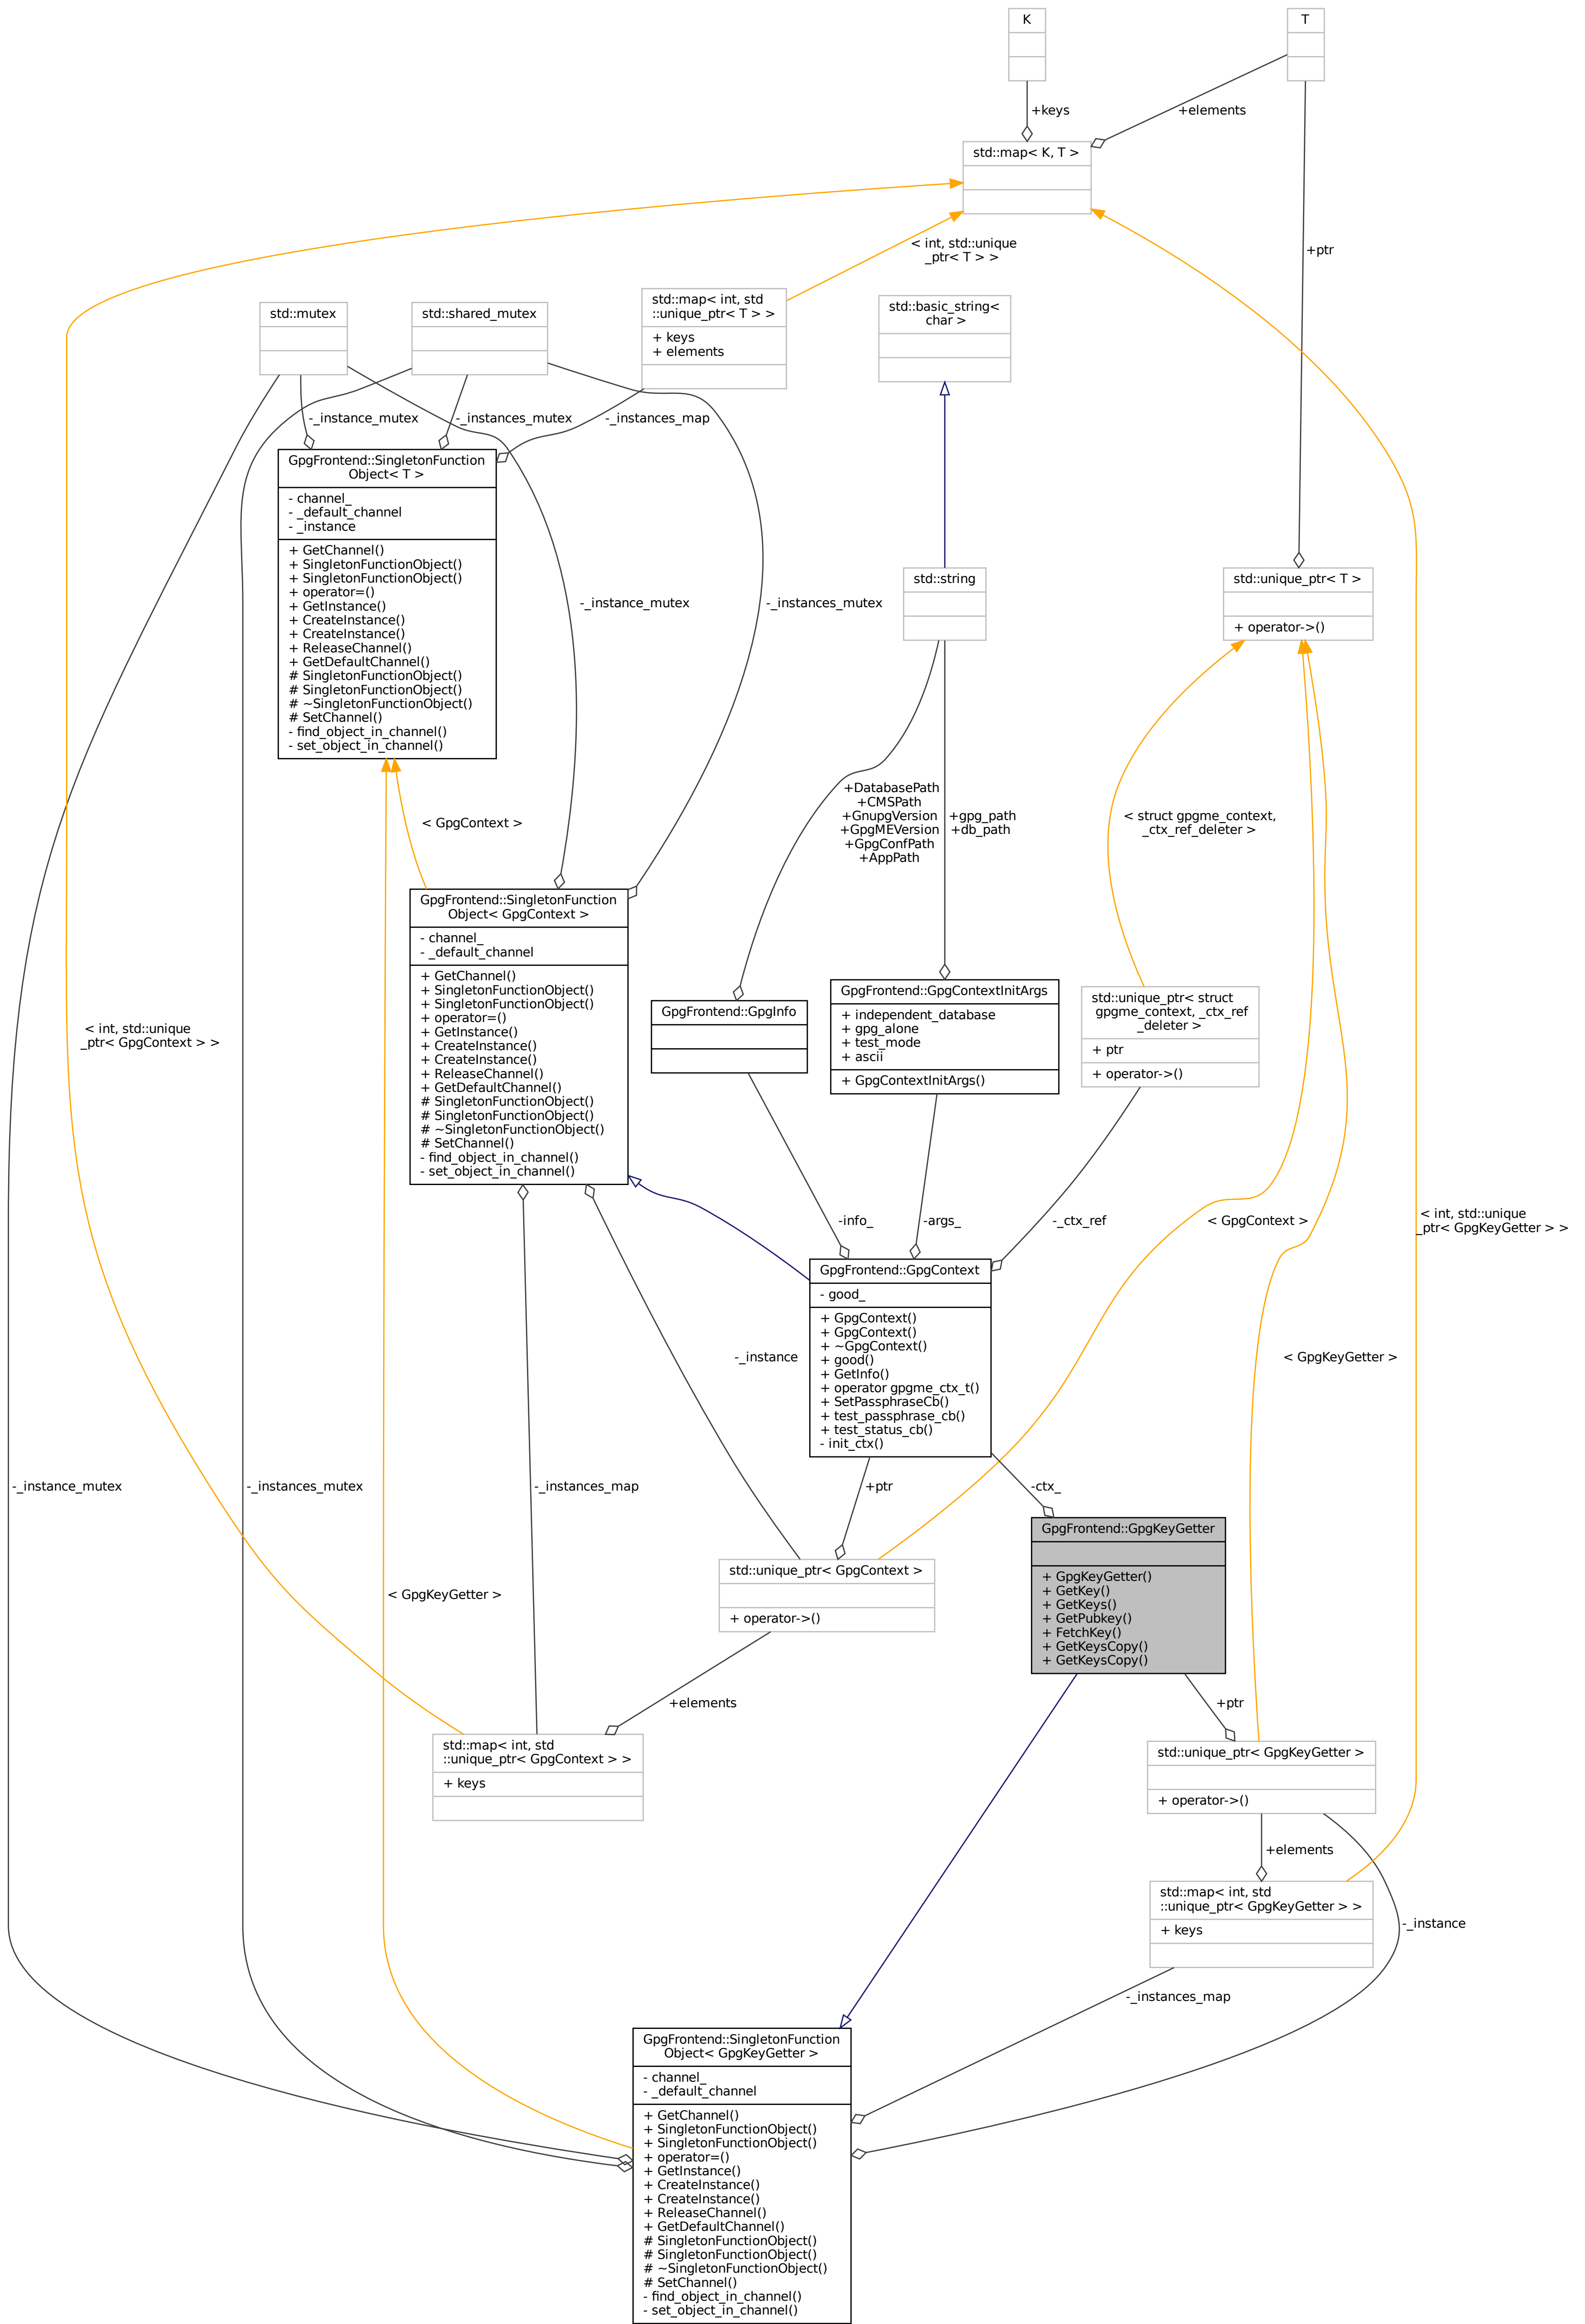 K
T
+keys
+elements
std::map< K, T >
< int, std::unique
_ptr< T > >
+ptr
std::mutex
std::shared_mutex
std::map< int, std
::unique_ptr< T > >
+ keys
+ elements
std::basic_string<
char >
-_instance_mutex
-_instances_mutex
-_instances_map
GpgFrontend::SingletonFunction
Object< T >
- channel_
- _default_channel
- _instance
+ GetChannel()
+ SingletonFunctionObject()
+ SingletonFunctionObject()
+ operator=()
+ GetInstance()
+ CreateInstance()
+ CreateInstance()
+ ReleaseChannel()
+ GetDefaultChannel()
# SingletonFunctionObject()
# SingletonFunctionObject()
# ~SingletonFunctionObject()
# SetChannel()
- find_object_in_channel()
- set_object_in_channel()
-_instance_mutex
-_instances_mutex
std::string
std::unique_ptr< T >
+ operator->()
< GpgContext >
+DatabasePath
+CMSPath
+GnupgVersion
+GpgMEVersion
+GpgConfPath
+AppPath
+gpg_path
+db_path
< struct gpgme_context,
_ctx_ref_deleter >
GpgFrontend::SingletonFunction
Object< GpgContext >
- channel_
- _default_channel
+ GetChannel()
+ SingletonFunctionObject()
+ SingletonFunctionObject()
+ operator=()
+ GetInstance()
+ CreateInstance()
+ CreateInstance()
+ ReleaseChannel()
+ GetDefaultChannel()
# SingletonFunctionObject()
# SingletonFunctionObject()
# ~SingletonFunctionObject()
# SetChannel()
- find_object_in_channel()
- set_object_in_channel()
GpgFrontend::GpgInfo
GpgFrontend::GpgContextInitArgs
+ independent_database
+ gpg_alone
+ test_mode
+ ascii
+ GpgContextInitArgs()
std::unique_ptr< struct
gpgme_context, _ctx_ref
_deleter >
+ ptr
+ operator->()
< int, std::unique
_ptr< GpgContext > >
-info_
-args_
-_ctx_ref
< GpgContext >
< int, std::unique
_ptr< GpgKeyGetter > >
GpgFrontend::GpgContext
- good_
+ GpgContext()
+ GpgContext()
+ ~GpgContext()
+ good()
+ GetInfo()
+ operator gpgme_ctx_t()
+ SetPassphraseCb()
+ test_passphrase_cb()
+ test_status_cb()
- init_ctx()
-_instance
< GpgKeyGetter >
-_instance_mutex
-_instances_mutex
-_instances_map
+ptr
-ctx_
GpgFrontend::GpgKeyGetter
+ GpgKeyGetter()
+ GetKey()
+ GetKeys()
+ GetPubkey()
+ FetchKey()
+ GetKeysCopy()
+ GetKeysCopy()
std::unique_ptr< GpgContext >
+ operator->()
< GpgKeyGetter >
+elements
+ptr
std::map< int, std
::unique_ptr< GpgContext > >
+ keys
std::unique_ptr< GpgKeyGetter >
+ operator->()
+elements
std::map< int, std
::unique_ptr< GpgKeyGetter > >
+ keys
-_instance
-_instances_map
GpgFrontend::SingletonFunction
Object< GpgKeyGetter >
- channel_
- _default_channel
+ GetChannel()
+ SingletonFunctionObject()
+ SingletonFunctionObject()
+ operator=()
+ GetInstance()
+ CreateInstance()
+ CreateInstance()
+ ReleaseChannel()
+ GetDefaultChannel()
# SingletonFunctionObject()
# SingletonFunctionObject()
# ~SingletonFunctionObject()
# SetChannel()
- find_object_in_channel()
- set_object_in_channel()